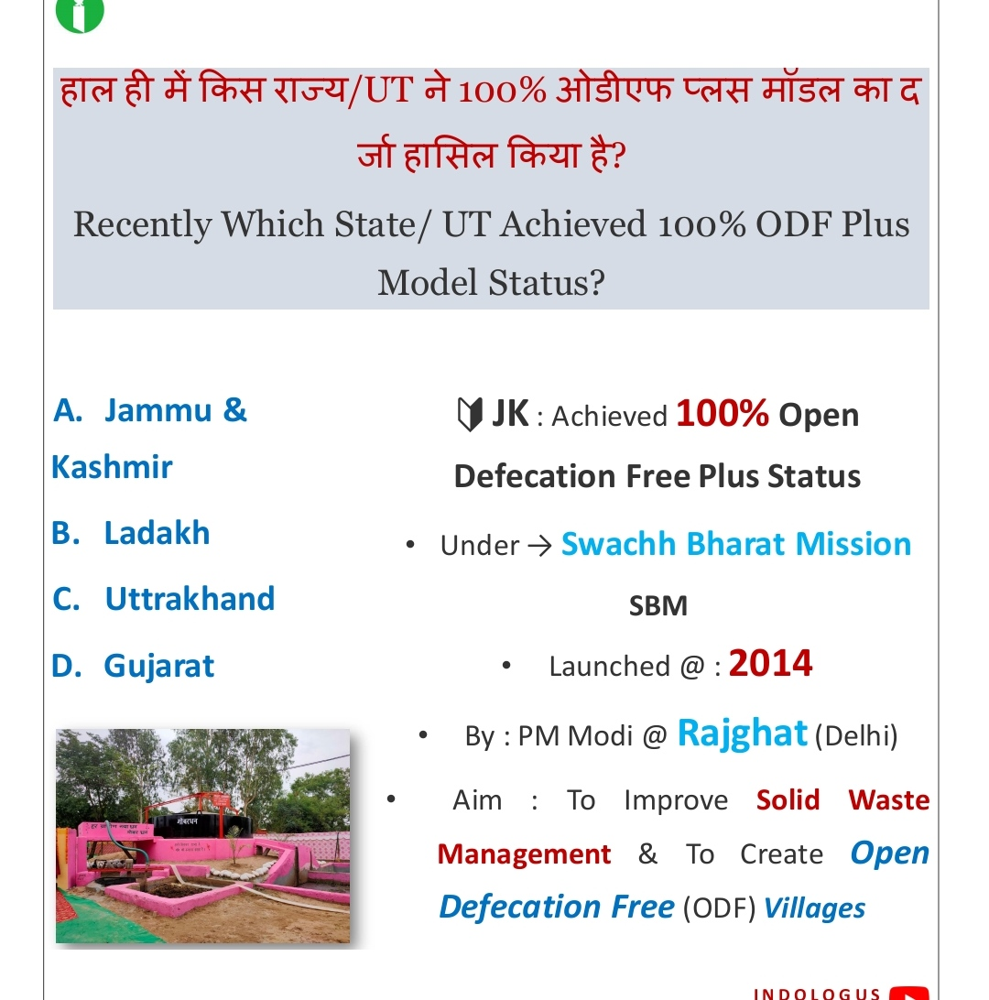 हाल ही में किस राज्य/UT ने 100% ओडीएफ प्लस मॉडल का द
र्जा हासिल किया है?
Recently Which State/ UT Achieved 100% ODF Plus
Model Status?
A. Jammu &
Kashmir
B. Ladakh
C. Uttrakhand
D. Gujarat
JK : Achieved 100% Open
Defecation Free Plus Status
• Under → Swachh Bharat Mission
SBM
• Launched @ : 2014
• By : PM Modi @ Rajghat (Delhi)
• Aim : To Improve Solid Waste
Management & To Create Open
Defecation Free (ODF) Villages
गोबरधन
INDOLOGUS